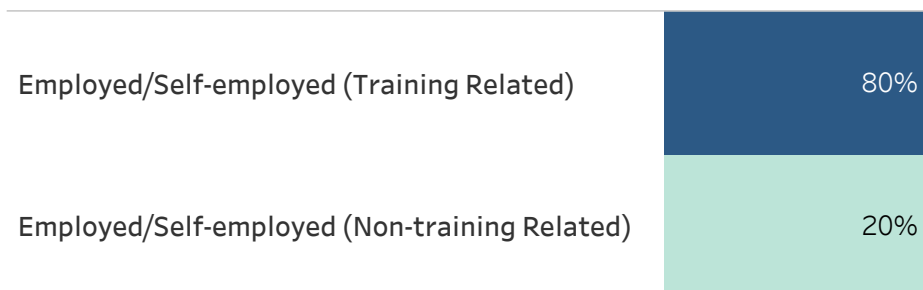 Employed/Self-employed (Training Related) 80%
Employed/Self-employed (Non-training Related) 20%